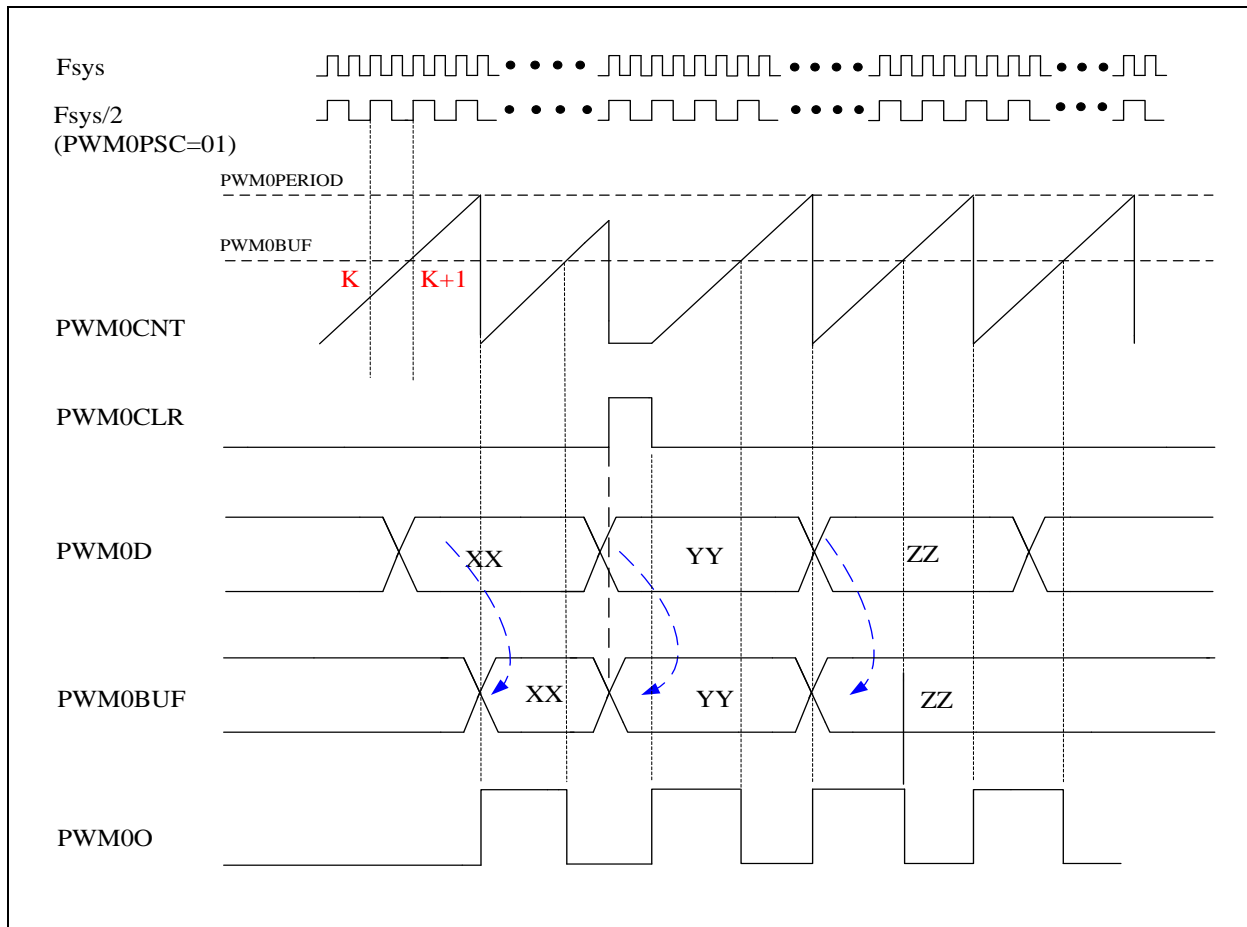 Fsys
Fsys/2
(PWM0PSC=01)
PWM0PERIOD
PWM0BUF
K K+1
PWM0CNT
PWM0CLR
PWM0D XX YY ZZ
PWM0BUF XX YY ZZ
PWM0O